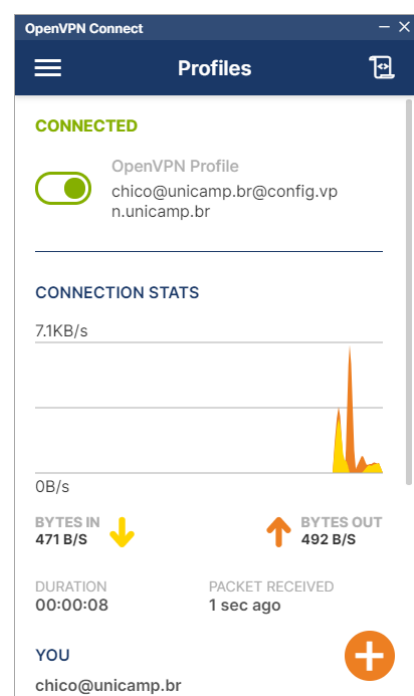 OpenVPN Connect
Profiles
CONNECTED
OpenVPN Profile
chico@unicamp.br@config.vp
n.unicamp.br
CONNECTION STATS
7.1KB/s
0B/s
BYTES IN
471 B/S
BYTES OUT
492 B/S
DURATION
00:00:08
PACKET RECEIVED
1 sec ago
YOU
chico@unicamp.br